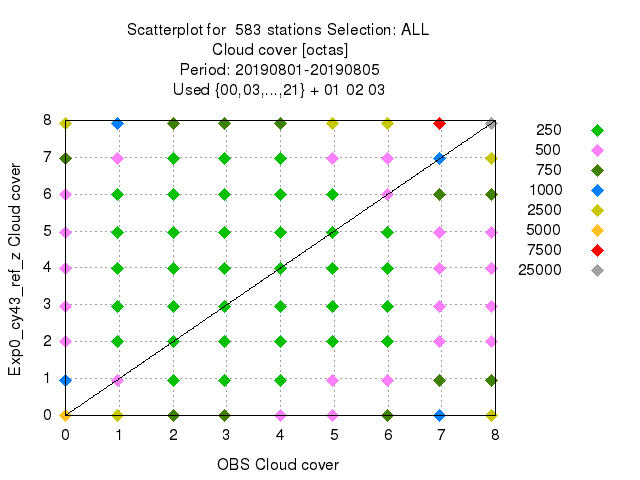 Scatterplot for 583 stations Selection: ALL
Cloud cover [octas]
Period: 20190801-20190805
Used {00,03,...,21} + 01 02 03
8
7
6
5
4
3
2
1
0
Exp0_cy43_ref_z Cloud cover
0 1 2 3 4 5 6 7 8
OBS Cloud cover
250
500
750
1000
2500
5000
7500
25000